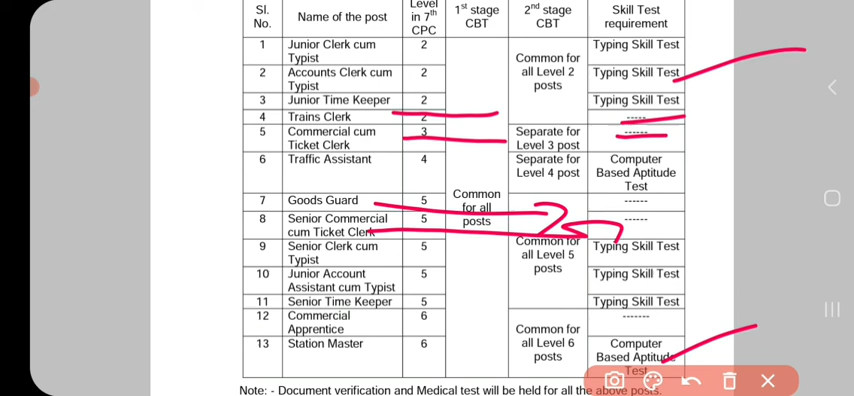 Sl. No. Name of the post Level in 7th CPC 1st stage CBT 2nd stage CBT Skill Test requirement
1 Junior Clerk cum Typist 2 Common for all posts Common for all Level 2 posts Typing Skill Test
2 Accounts Clerk cum Typist 2 Typing Skill Test
3 Junior Time Keeper 2 Typing Skill Test
4 Trains Clerk 2 -----
5 Commercial cum Ticket Clerk 3 Separate for Level 3 post ------
6 Traffic Assistant 4 Separate for Level 4 post Computer Based Aptitude Test
7 Goods Guard 5 Common for all Level 5 posts ------
8 Senior Commercial cum Ticket Clerk 5 ------
9 Senior Clerk cum Typist 5 Typing Skill Test
10 Junior Account Assistant cum Typist 5 Typing Skill Test
11 Senior Time Keeper 5 Typing Skill Test
12 Commercial Apprentice 6 Common for all Level 6 posts -------
13 Station Master 6 Computer Based Aptitude Test
Note: - Document verification and Medical test will be held for all the above posts.